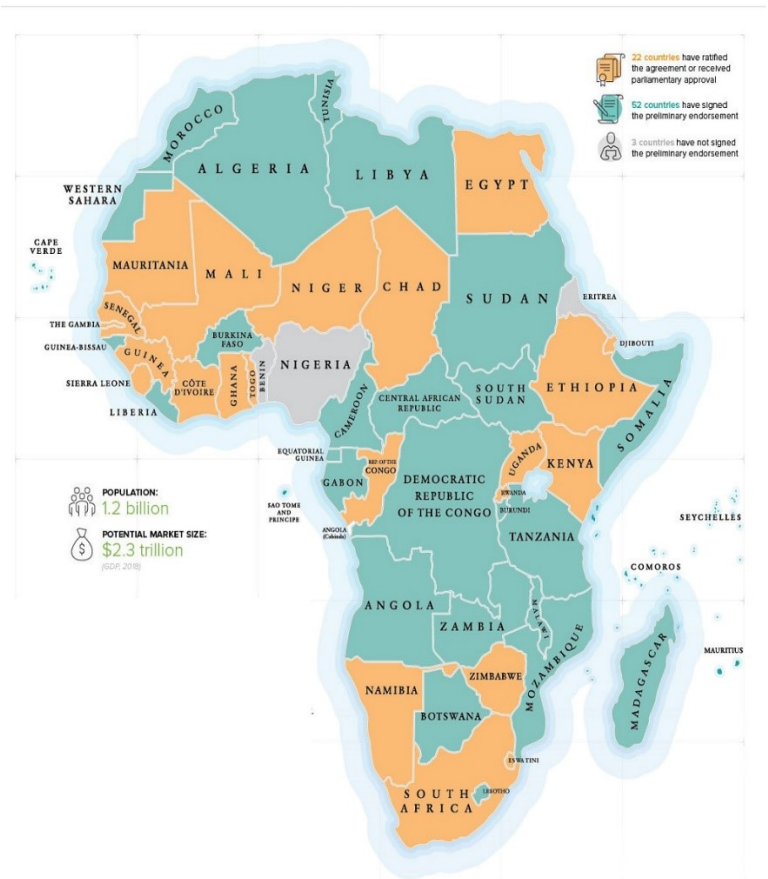 22 countries have ratified
the agreement or received
parliamentary approval
52 countries have signed
the preliminary endorsement
3 countries have not signed
the preliminary endorsement
TUNISIA
MOROCCO
ALGERIA
LIBYA
EGYPT
WESTERN
SAHARA
CAPE
VERDE
MAURITANIA
MALI
NIGER
CHAD
SUDAN
ERITREA
SENEGAL
THE GAMBIA
GUINEA-BISSAU
GUINEA
BURKINA
FASO
NIGERIA
DJIBOUTI
SIERRA LEONE
CÔTE
D'IVOIRE
GHANA
TOGO
BENIN
LIBERIA
CAMEROON
CENTRAL AFRICAN
REPUBLIC
SOUTH
SUDAN
ETHIOPIA
SOMALIA
EQUATORIAL
GUINEA
GABON
REP. OF THE
CONGO
DEMOCRATIC
REPUBLIC
OF THE CONGO
UGANDA
KENYA
RWANDA
BURUNDI
POPULATION:
1.2 billion
SAO TOME
AND
PRINCIPE
SEYCHELLES
POTENTIAL MARKET SIZE:
$2.3 trillion
(GDP, 2018)
ANGOLA
(Cabinda)
TANZANIA
COMOROS
ANGOLA
ZAMBIA
MALAWI
MOZAMBIQUE
MADAGASCAR
MAURITIUS
NAMIBIA
ZIMBABWE
BOTSWANA
ESWATINI
SOUTH
AFRICA
LESOTHO